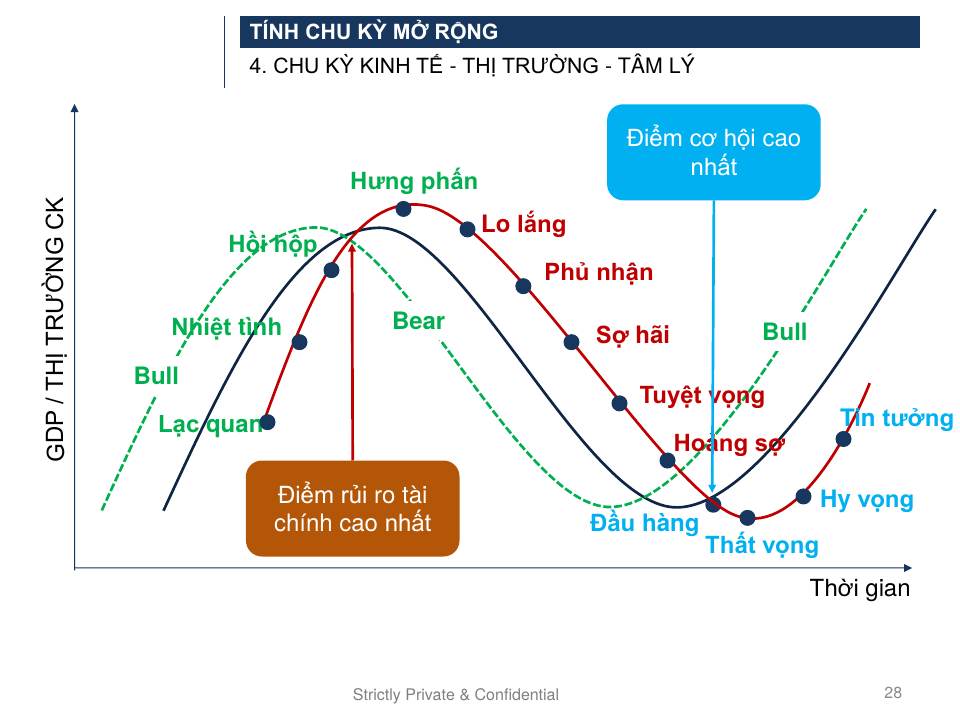 TÍNH CHU KỲ MỞ RỘNG
4. CHU KỲ KINH TẾ - THỊ TRƯỜNG - TÂM LÝ
GDP / THỊ TRƯỜNG CK
Điểm cơ hội cao
nhất
Hưng phấn
Lo lắng
Hồi hộp
Phủ nhận
Nhiệt tình
Bear
Sợ hãi
Bull
Bull
Tuyệt vọng
Lạc quan
Tin tưởng
Hoảng sợ
Điểm rủi ro tài
chính cao nhất
Hy vọng
Đầu hàng
Thất vọng
Thời gian
Strictly Private & Confidential
28